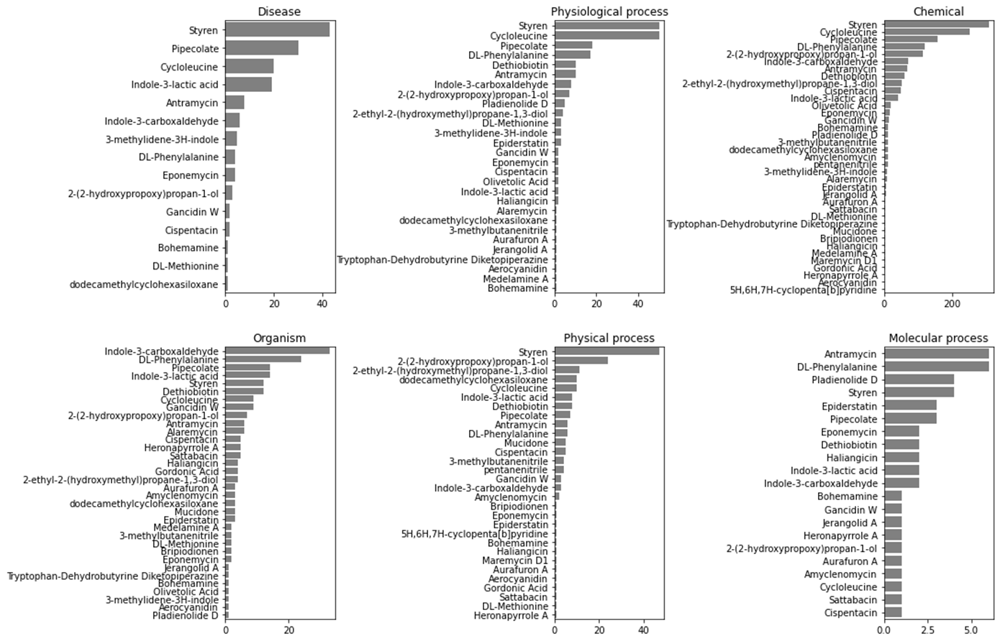 Disease
Styren
Pipecolate
Cycloleucine
Indole-3-lactic acid
Antramycin
Indole-3-carboxaldehyde
3-methylidene-3H-indole
DL-Phenylalanine
Eponemycin
2-(2-hydroxypropoxy)propan-1-ol
Gancidin W
Cispentacin
Bohemamine
DL-Methionine
dodecamethylcyclohexasiloxane
0 20 40
Physiological process
Styren
Cycloleucine
Pipecolate
DL-Phenylalanine
Dethiobiotin
Antramycin
Indole-3-carboxaldehyde
2-(2-hydroxypropoxy)propan-1-ol
Pladienolide D
2-ethyl-2-(hydroxymethyl)propane-1,3-diol
DL-Methionine
3-methylidene-3H-indole
Epiderstatin
Gancidin W
Eponemycin
Cispentacin
Olivetolic Acid
Indole-3-lactic acid
Haliangicin
Alaremycin
dodecamethylcyclohexasiloxane
3-methylbutanenitrile
Aurafuron A
Jerangolid A
Tryptophan-Dehydrobutyrine Diketopiperazine
Aerocyanidin
Medelamine A
Bohemamine
0 20 40
Chemical
Styren
Cycloleucine
Pipecolate
DL-Phenylalanine
2-(2-hydroxypropoxy)propan-1-ol
Indole-3-carboxaldehyde
Antramycin
Dethiobiotin
2-ethyl-2-(hydroxymethyl)propane-1,3-diol
Cispentacin
Indole-3-lactic acid
Olivetolic Acid
Eponemycin
Gancidin W
Bohemamine
Pladienolide D
3-methylbutanenitrile
dodecamethylcyclohexasiloxane
Amyclenomycin
pentanenitrile
3-methylidene-3H-indole
Alaremycin
Epiderstatin
Jerangolid A
Aurafuron A
Sattabacin
DL-Methionine
Tryptophan-Dehydrobutyrine Diketopiperazine
Mucidone
Bripiodionen
Haliangicin
Medelamine A
Maremycin D1
Gordonic Acid
Heronapyrrole A
Aerocyanidin
5H,6H,7H-cyclopenta[b]pyridine
0 200
Organism
Indole-3-carboxaldehyde
DL-Phenylalanine
Pipecolate
Indole-3-lactic acid
Styren
Dethiobiotin
Cycloleucine
Gancidin W
2-(2-hydroxypropoxy)propan-1-ol
Antramycin
Alaremycin
Cispentacin
Heronapyrrole A
Sattabacin
Haliangicin
Gordonic Acid
2-ethyl-2-(hydroxymethyl)propane-1,3-diol
Aurafuron A
Amyclenomycin
dodecamethylcyclohexasiloxane
Mucidone
Epiderstatin
Medelamine A
3-methylbutanenitrile
DL-Methionine
Bripiodionen
Eponemycin
Jerangolid A
Tryptophan-Dehydrobutyrine Diketopiperazine
Bohemamine
Olivetolic Acid
3-methylidene-3H-indole
Aerocyanidin
Pladienolide D
0 20
Physical process
Styren
2-(2-hydroxypropoxy)propan-1-ol
2-ethyl-2-(hydroxymethyl)propane-1,3-diol
dodecamethylcyclohexasiloxane
Cycloleucine
Indole-3-lactic acid
Dethiobiotin
Pipecolate
Antramycin
DL-Phenylalanine
Mucidone
Cispentacin
3-methylbutanenitrile
pentanenitrile
Gancidin W
Indole-3-carboxaldehyde
Amyclenomycin
Bripiodionen
Eponemycin
Epiderstatin
5H,6H,7H-cyclopenta[b]pyridine
Bohemamine
Haliangicin
Maremycin D1
Aurafuron A
Aerocyanidin
Gordonic Acid
Sattabacin
DL-Methionine
Heronapyrrole A
0 20 40
Molecular process
Antramycin
DL-Phenylalanine
Pladienolide D
Styren
Epiderstatin
Pipecolate
Eponemycin
Dethiobiotin
Haliangicin
Indole-3-lactic acid
Indole-3-carboxaldehyde
Bohemamine
Gancidin W
Jerangolid A
Heronapyrrole A
2-(2-hydroxypropoxy)propan-1-ol
Aurafuron A
Amyclenomycin
Cycloleucine
Sattabacin
Cispentacin
0.0 2.5 5.0